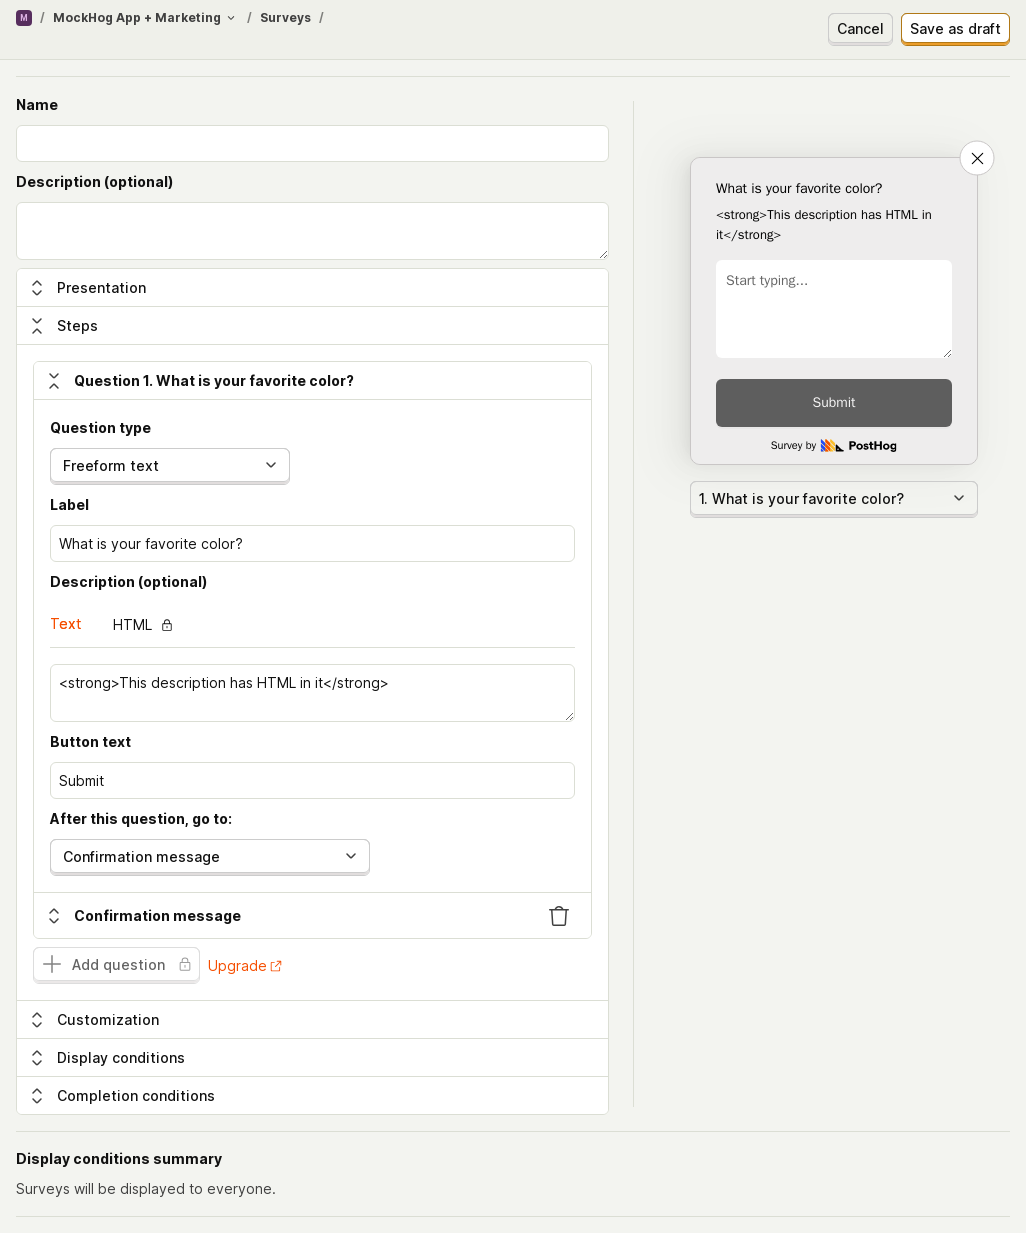 M / MockHog App + Marketing / Surveys /
Cancel
Save as draft
Name
Description (optional)
Presentation
Steps
Question 1. What is your favorite color?
Question type
Freeform text
Label
What is your favorite color?
Description (optional)
Text
HTML
<strong>This description has HTML in it</strong>
Button text
Submit
After this question, go to:
Confirmation message
Confirmation message
Add question
Upgrade
Customization
Display conditions
Completion conditions
What is your favorite color?
<strong>This description has HTML in
it</strong>
Start typing...
Submit
Survey by PostHog
1. What is your favorite color?
Display conditions summary
Surveys will be displayed to everyone.